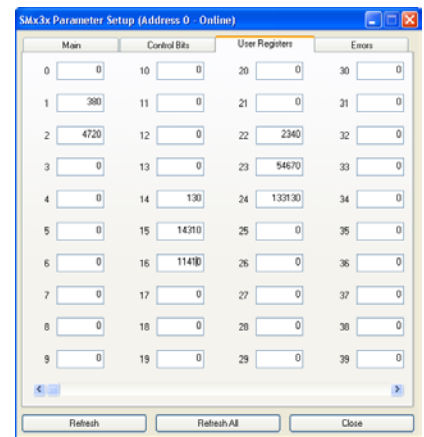 SMx3x Parameter Setup (Address 0 - Online)
Main Control Bits User Registers Errors
0 0 10 0 20 0 30 0
1 380 11 0 21 0 31 0
2 4720 12 0 22 2340 32 0
3 0 13 0 23 54670 33 0
4 0 14 130 24 133130 34 0
5 0 15 14310 25 0 35 0
6 0 16 11410 26 0 36 0
7 0 17 0 27 0 37 0
8 0 18 0 28 0 38 0
9 0 19 0 29 0 39 0
Refresh Refresh All Close